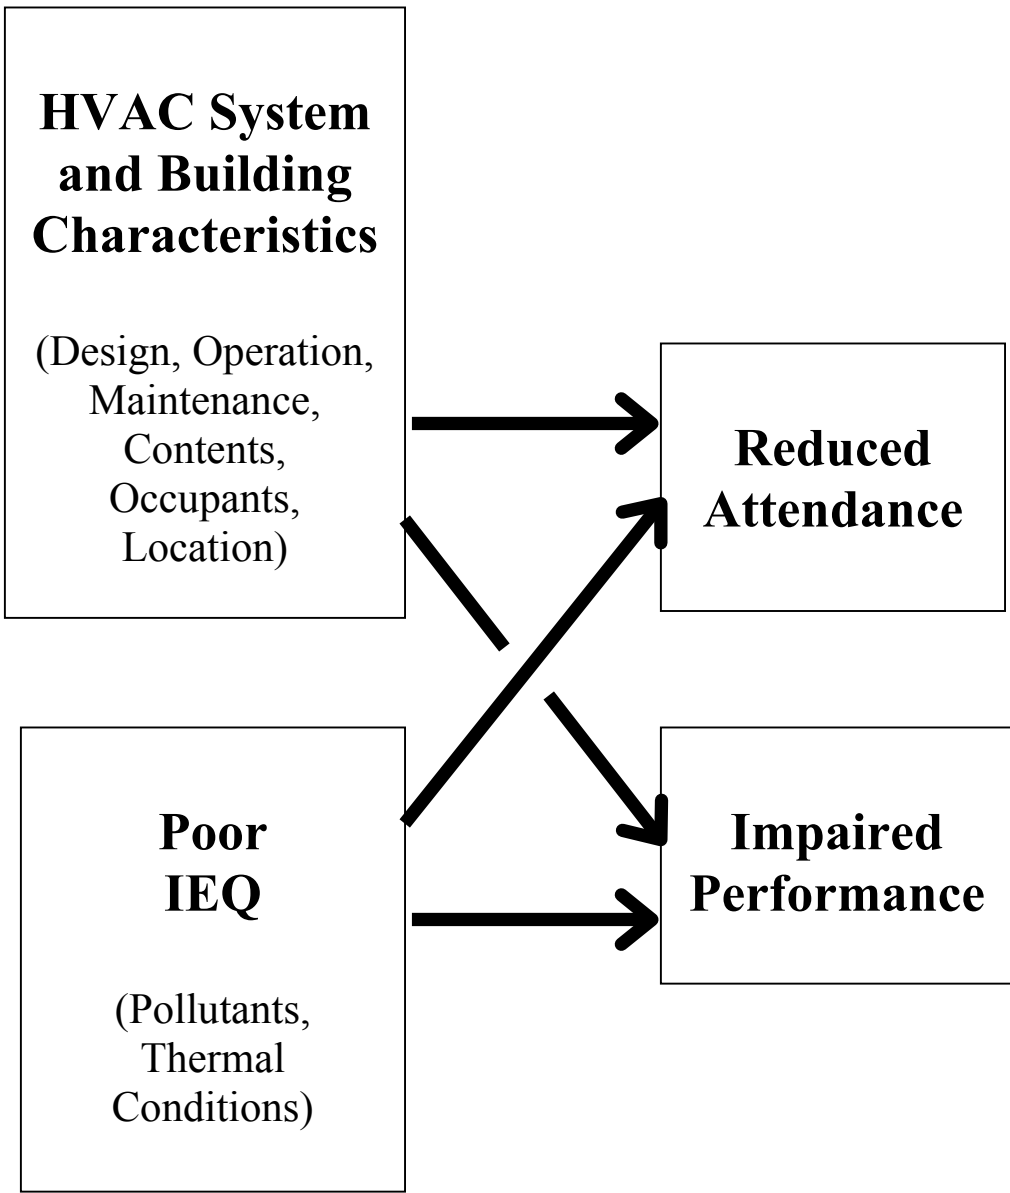 HVAC System
and Building
Characteristics
(Design, Operation,
Maintenance,
Contents,
Occupants,
Location)
Reduced
Attendance
Poor
IEQ
(Pollutants,
Thermal
Conditions)
Impaired
Performance